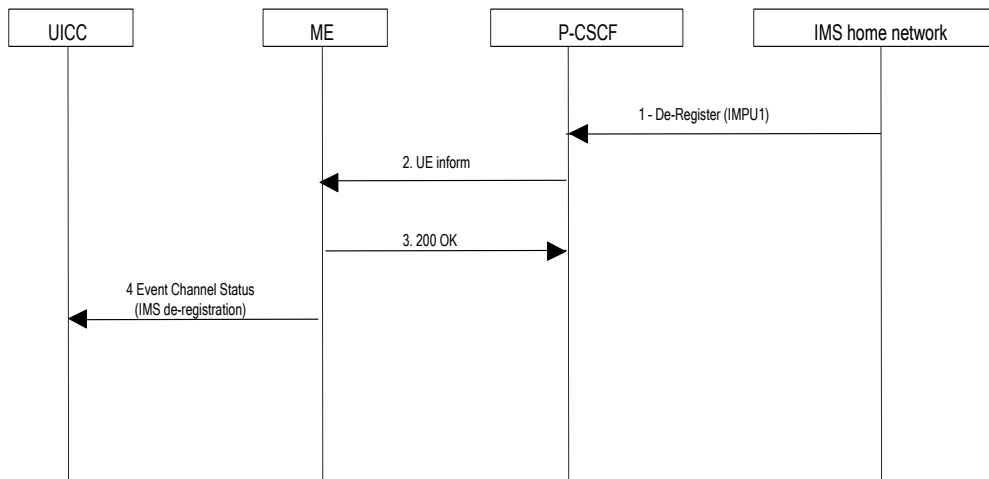 UICC
ME
P-CSCF
IMS home network
1 - De-Register (IMPU1)
2. UE inform
3. 200 OK
4 Event Channel Status
(IMS de-registration)